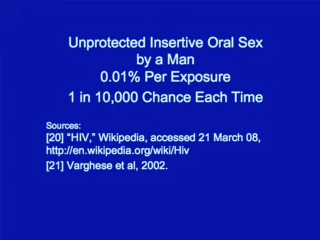 Unprotected Insertive Oral Sex
by a Man
0.01% Per Exposure
1 in 10,000 Chance Each Time
Sources:
[20] “HIV,” Wikipedia, accessed 21 March 08,
http://en.wikipedia.org/wiki/Hiv
[21] Varghese et al, 2002.